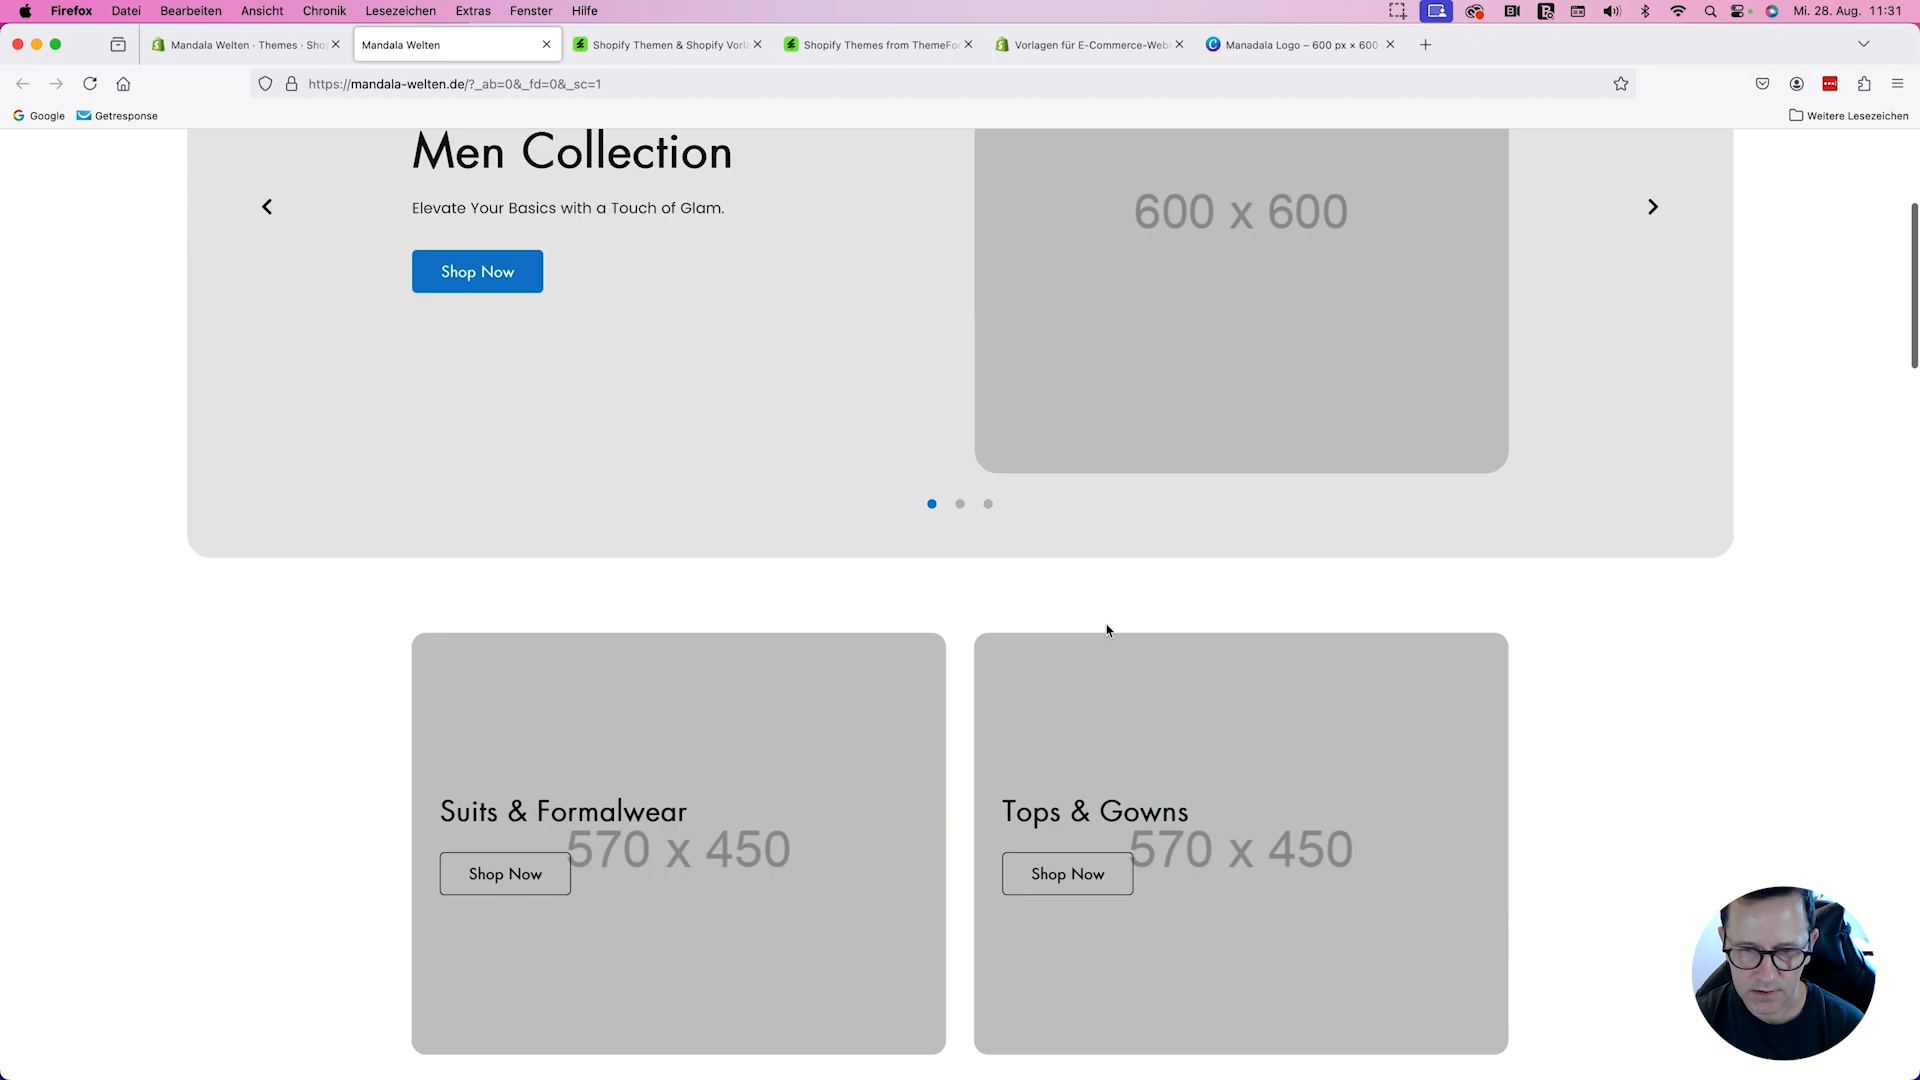 Firefox Datei Bearbeiten Ansicht Chronik Lesezeichen Extras Fenster Hilfe Mi. 28. Aug. 11:31
Mandala Welten · Themes · Sho Mandala Welten Shopify Themen & Shopify Vorl Shopify Themes from ThemeFo Vorlagen für E-Commerce-Web Manadala Logo – 600 px × 600
https://mandala-welten.de/?_ab=0&_fd=0&_sc=1
Google Getresponse Weitere Lesezeichen
Men Collection
Elevate Your Basics with a Touch of Glam.
Shop Now
600 x 600
Suits & Formalwear
570 x 450
Shop Now
Tops & Gowns
570 x 450
Shop Now